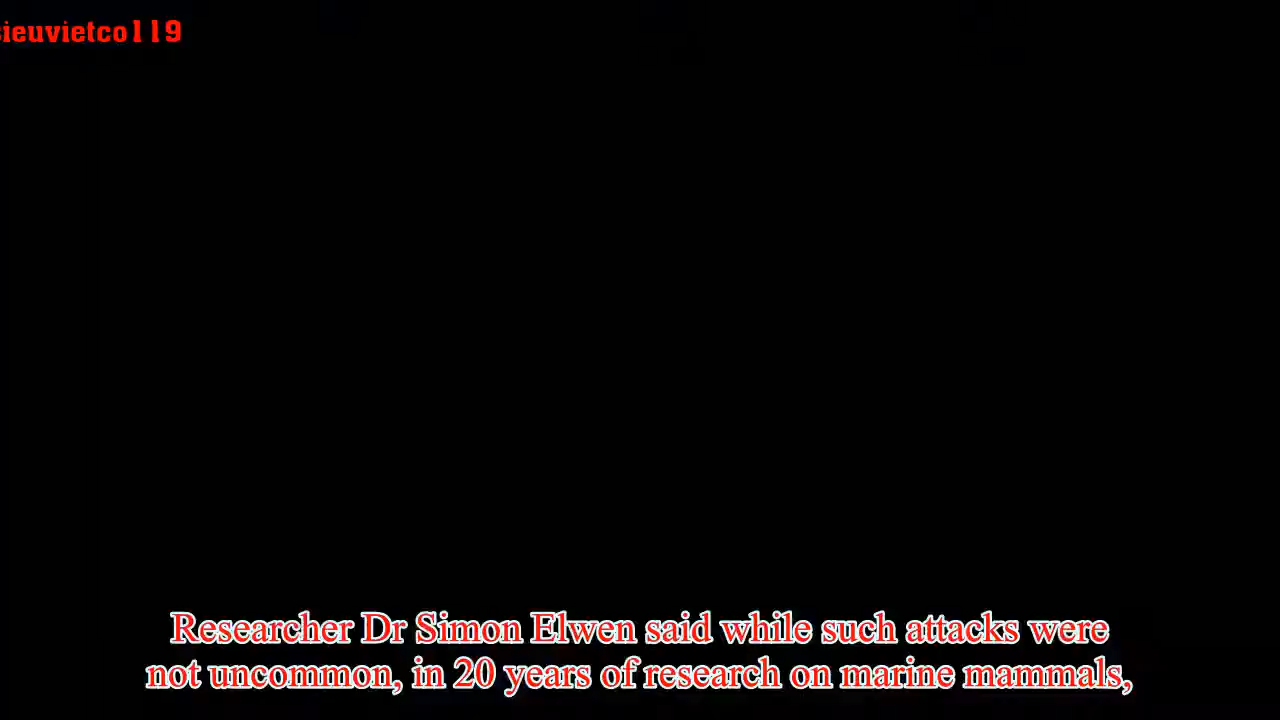 sieuvietco119
Researcher Dr Simon Elwen said while such attacks were
not uncommon, in 20 years of research on marine mammals,